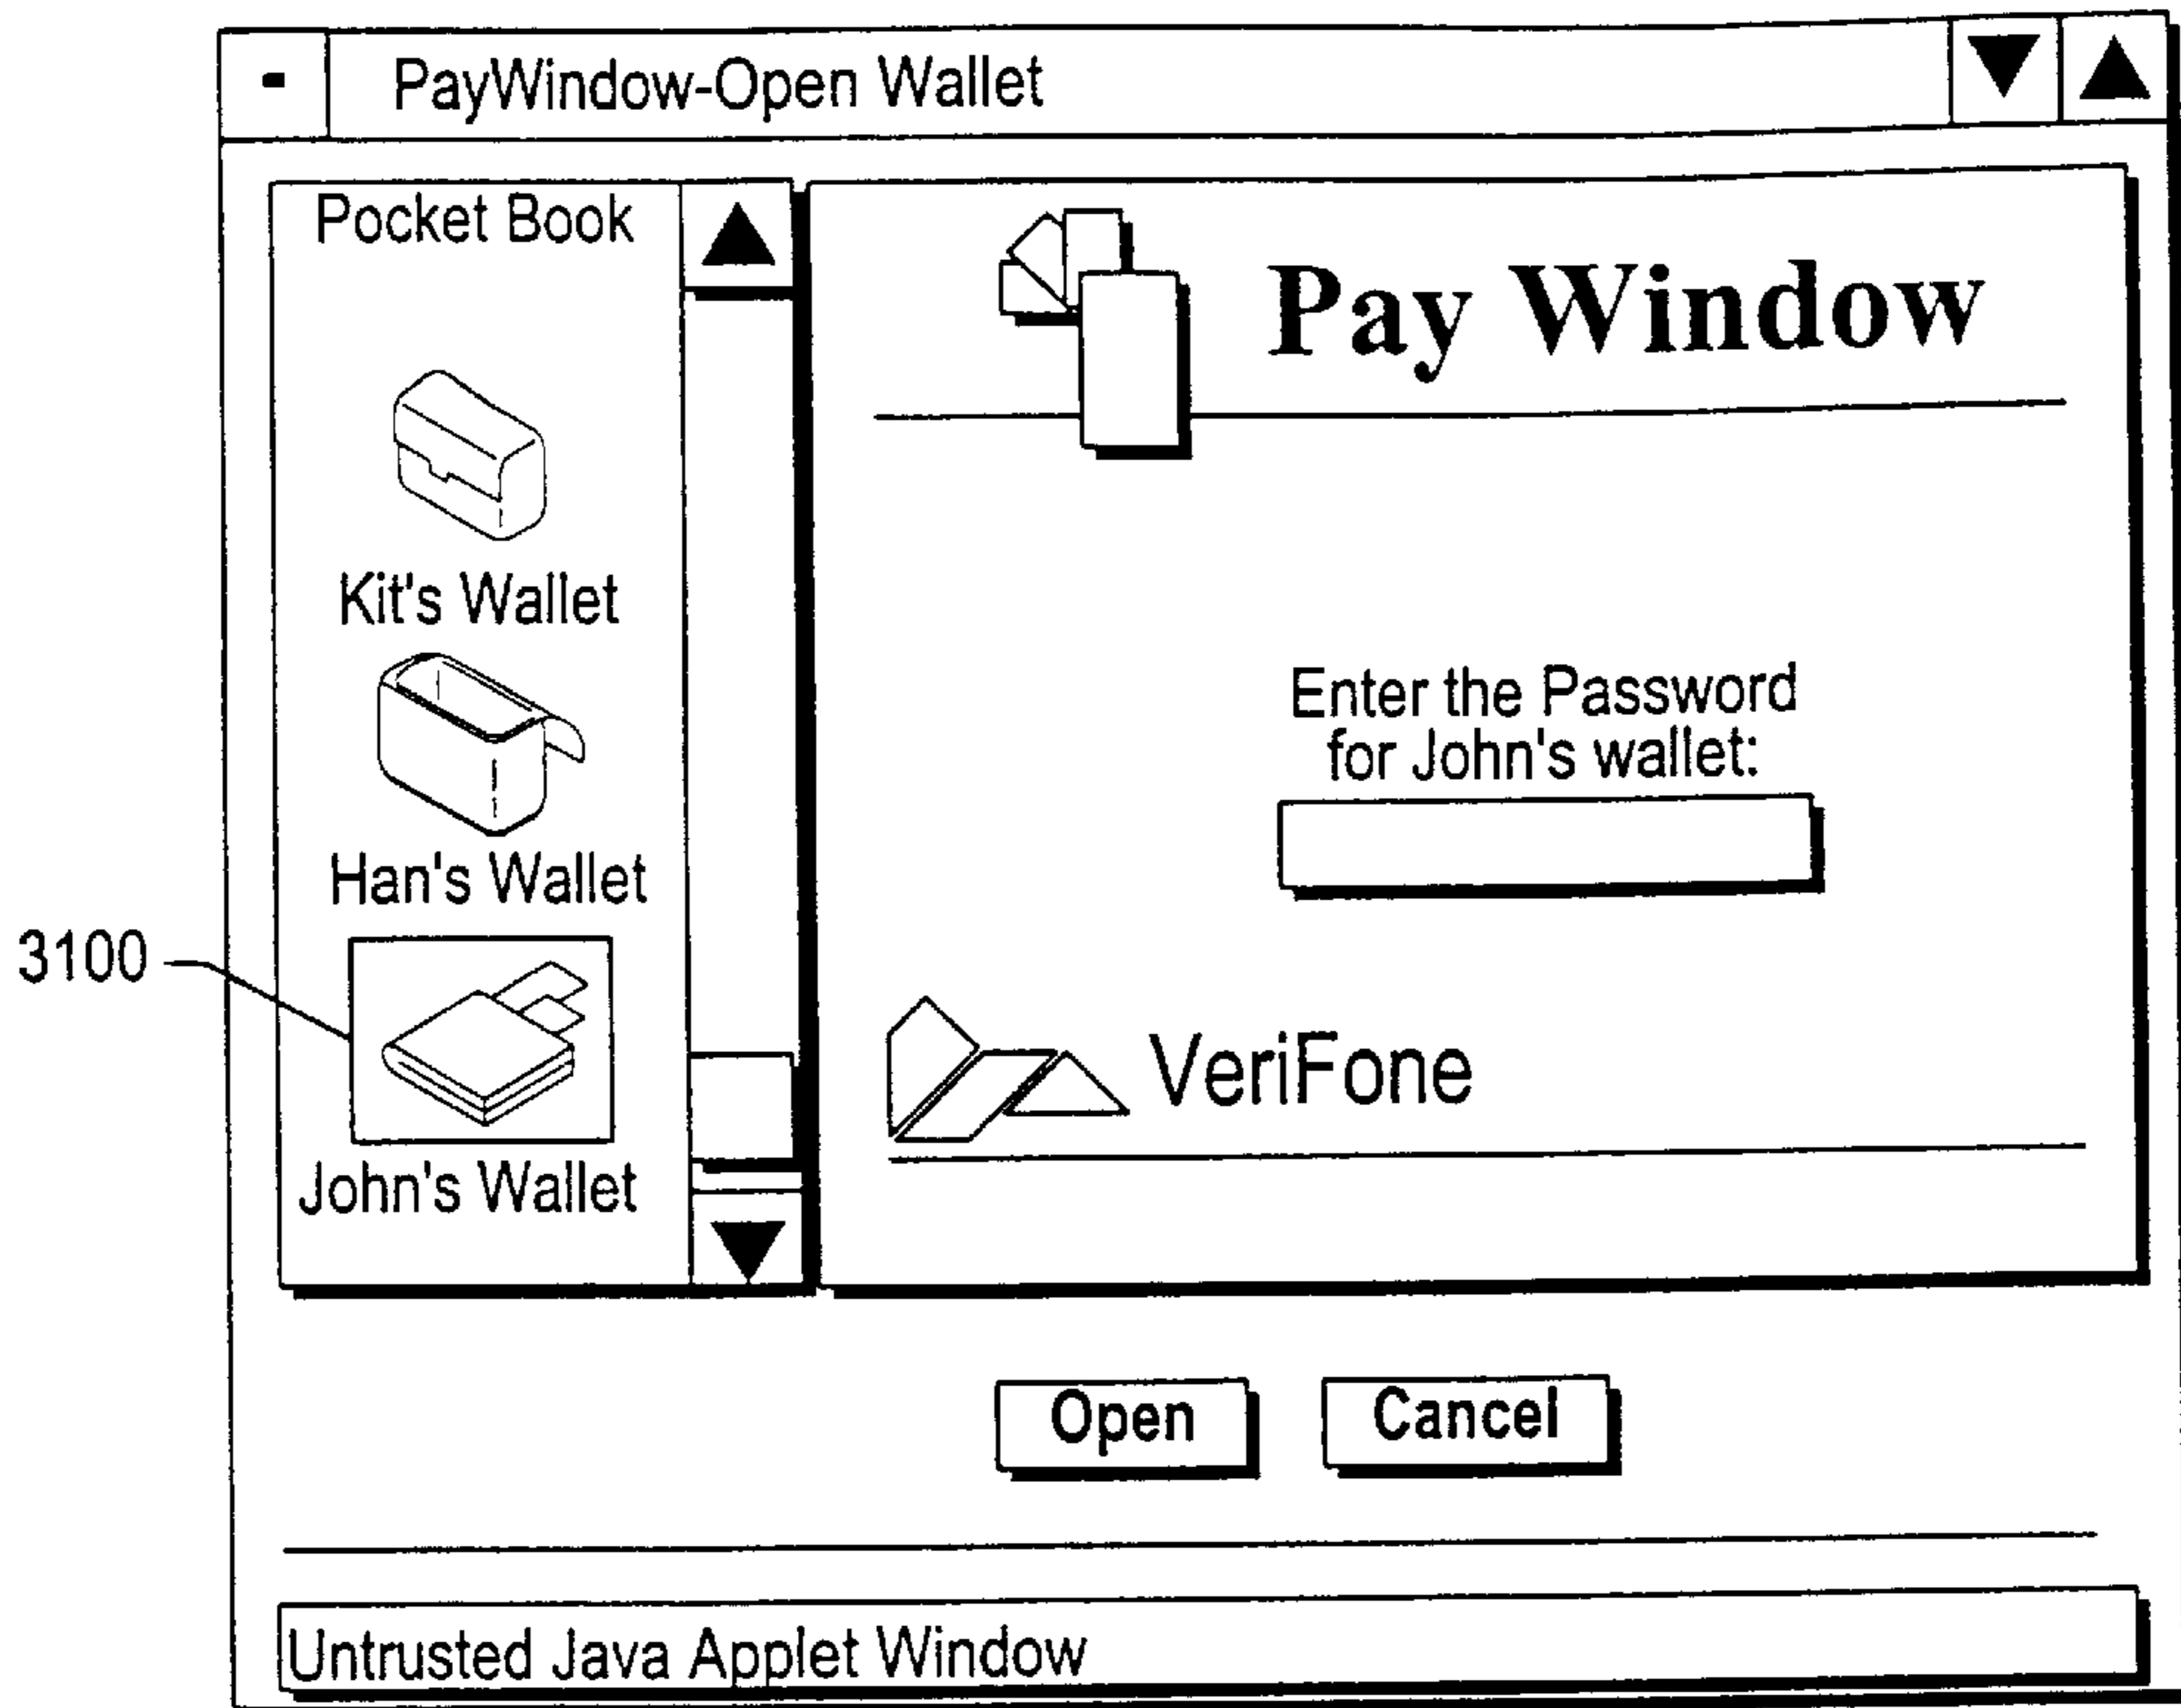 PayWindow-Open Wallet
Pocket Book
Kit's Wallet
Han's Wallet
3100
John's Wallet
Pay Window
Enter the Password
for John's wallet:
VeriFone
Open
Cancel
Untrusted Java Applet Window